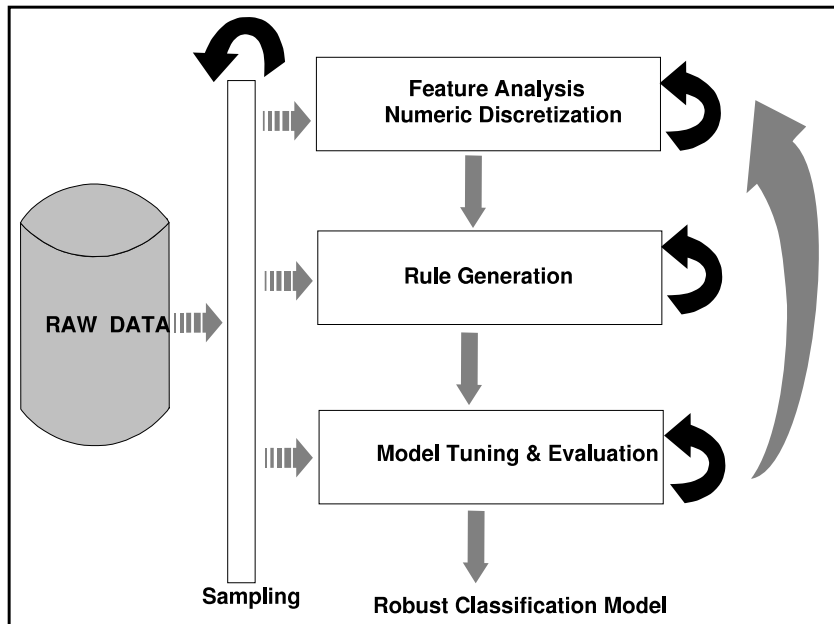 Feature Analysis
Numeric Discretization
RAW DATA
Rule Generation
Model Tuning & Evaluation
Sampling
Robust Classification Model